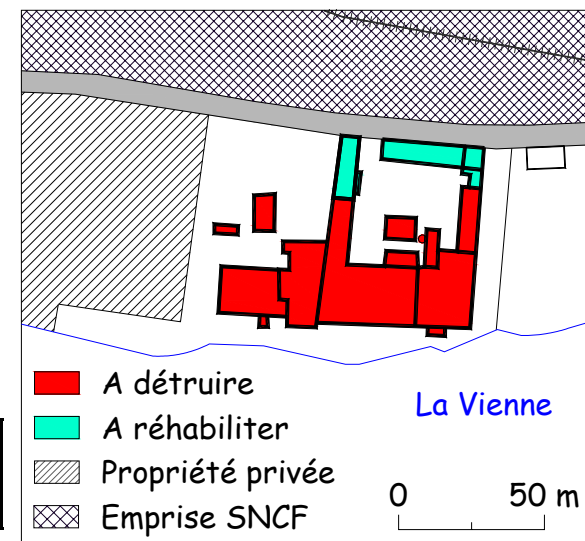 A détruire
A réhabiliter
Propriété privée
Emprise SNCF
La Vienne
0 50 m